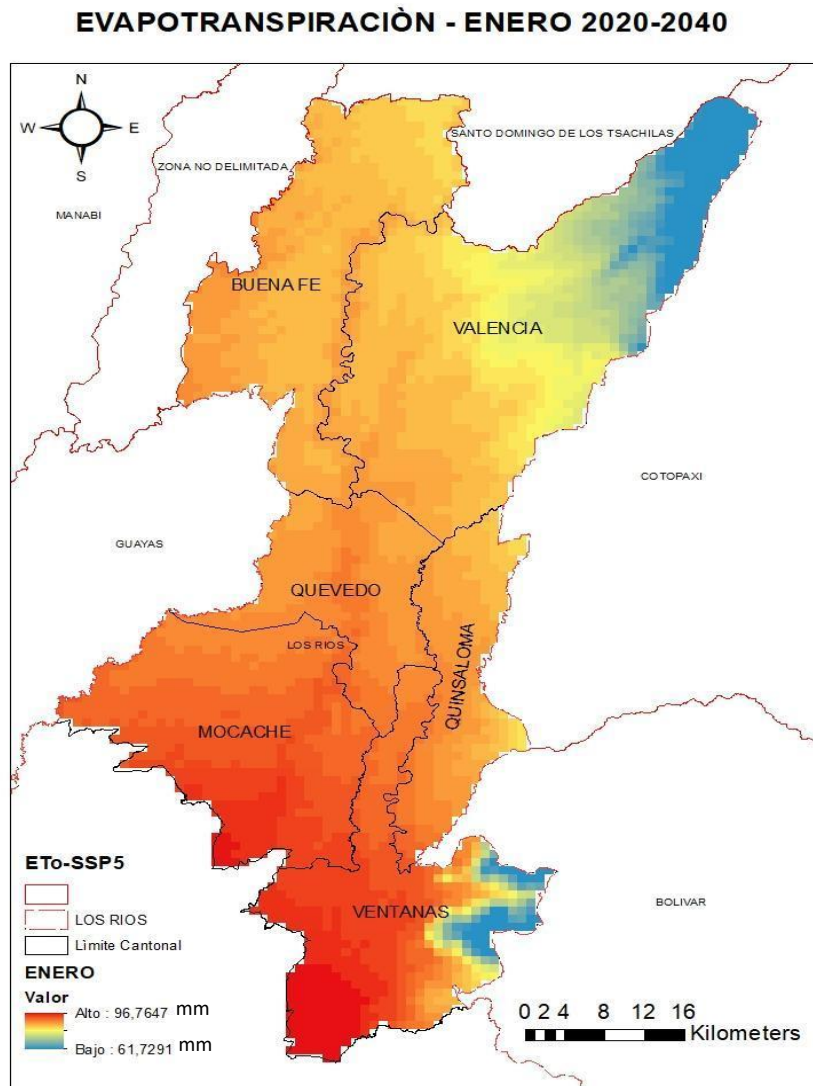 EVAPOTRANSPIRACIÒN - ENERO 2020-2040
N
W E
S
SANTO DOMINGO DE LOS TSACHILAS
ZONA NO DELIMITADA
MANABI
BUENA FE
VALENCIA
COTOPAXI
GUAYAS
QUEVEDO
LOS RIOS
QUINSALOMA
MOCACHE
VENTANAS
BOLIVAR
ETo-SSP5
LOS RIOS
Limite Cantonal
ENERO
Valor
Alto : 96,7647 mm
Bajo : 61,7291 mm
0 2 4 8 12 16
Kilometers